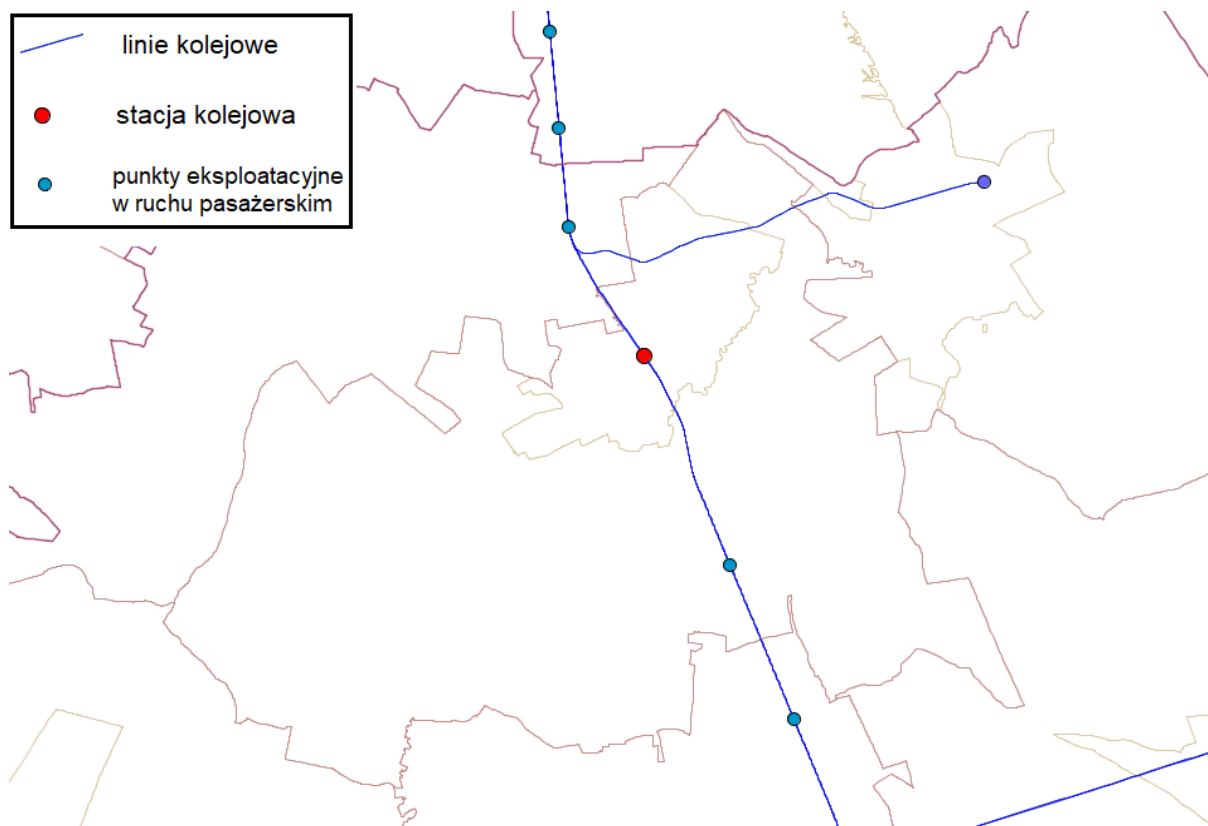 linie kolejowe
stacja kolejowa
punkty eksploatacyjne
w ruchu pasażerskim